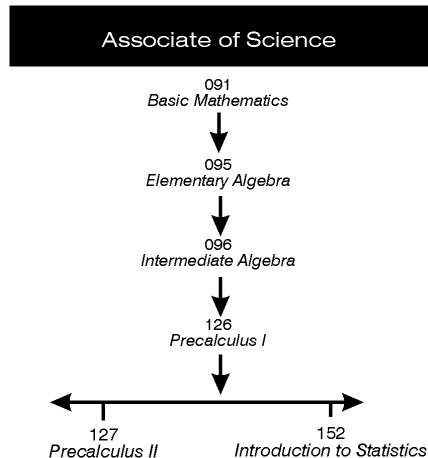 Associate of Science
091
Basic Mathematics
095
Elementary Algebra
096
Intermediate Algebra
126
Precalculus I
127
Precalculus II
152
Introduction to Statistics